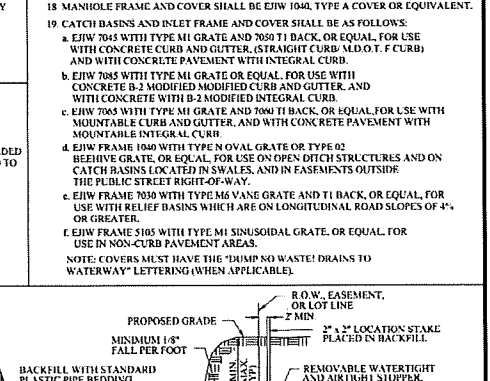 Y
18 MANHOLE FRAME AND COVER SHALL BE EJIW 1040, TYPE A COVER OR EQUIVALENT.
19. CATCH BASINS AND INLET FRAME AND COVER SHALL BE AS FOLLOWS:
a. EJIW 7045 WITH TYPE M1 GRATE AND 7050 T1 BACK, OR EQUAL, FOR USE
WITH CONCRETE CURB AND GUTTER, (STRAIGHT CURB/ M.D.O.T. F CURB)
AND WITH CONCRETE PAVEMENT WITH INTEGRAL CURB.
b. EJIW 7085 WITH TYPE M1 GRATE OR EQUAL, FOR USE WITH
CONCRETE B-2 MODIFIED MODIFIED CURB AND GUTTER, AND
WITH CONCRETE WITH B-2 MODIFIED INTEGRAL CURB.
c. EJIW 7065 WITH TYPE M1 GRATE AND 7060 T1 BACK, OR EQUAL,FOR USE WITH
MOUNTABLE CURB AND GUTTER, AND WITH CONCRETE PAVEMENT WITH
MOUNTABLE INTEGRAL CURB.
d. EJIW FRAME 1040 WITH TYPE N OVAL GRATE OR TYPE 02
BEEHIVE GRATE, OR EQUAL, FOR USE ON OPEN DITCH STRUCTURES AND ON
CATCH BASINS LOCATED IN SWALES, AND IN EASEMENTS OUTSIDE
THE PUBLIC STREET RIGHT-OF-WAY.
DED
TO
e. EJIW FRAME 7030 WITH TYPE M6 VANE GRATE AND T1 BACK, OR EQUAL, FOR
USE WITH RELIEF BASINS WHICH ARE ON LONGITUDINAL ROAD SLOPES OF 4%
OR GREATER.
f. EJIW FRAME 5105 WITH TYPE M1 SINUSOIDAL GRATE, OR EQUAL, FOR
USE IN NON-CURB PAVEMENT AREAS.
NOTE: COVERS MUST HAVE THE "DUMP NO WASTE! DRAINS TO
WATERWAY" LETTERING (WHEN APPLICABLE).
R.O.W., EASEMENT,
OR LOT LINE
2' MIN.
PROPOSED GRADE
2" x 2" LOCATION STAKE
PLACED IN BACKFILL
MINIMUM 1/8"
FALL PER FOOT
MIN.
MAX.
TYP)
REMOVABLE WATERTIGHT
AND AIRTIGHT STOPPER.
BACKFILL WITH STANDARD
PLASTIC PIPE BEDDING